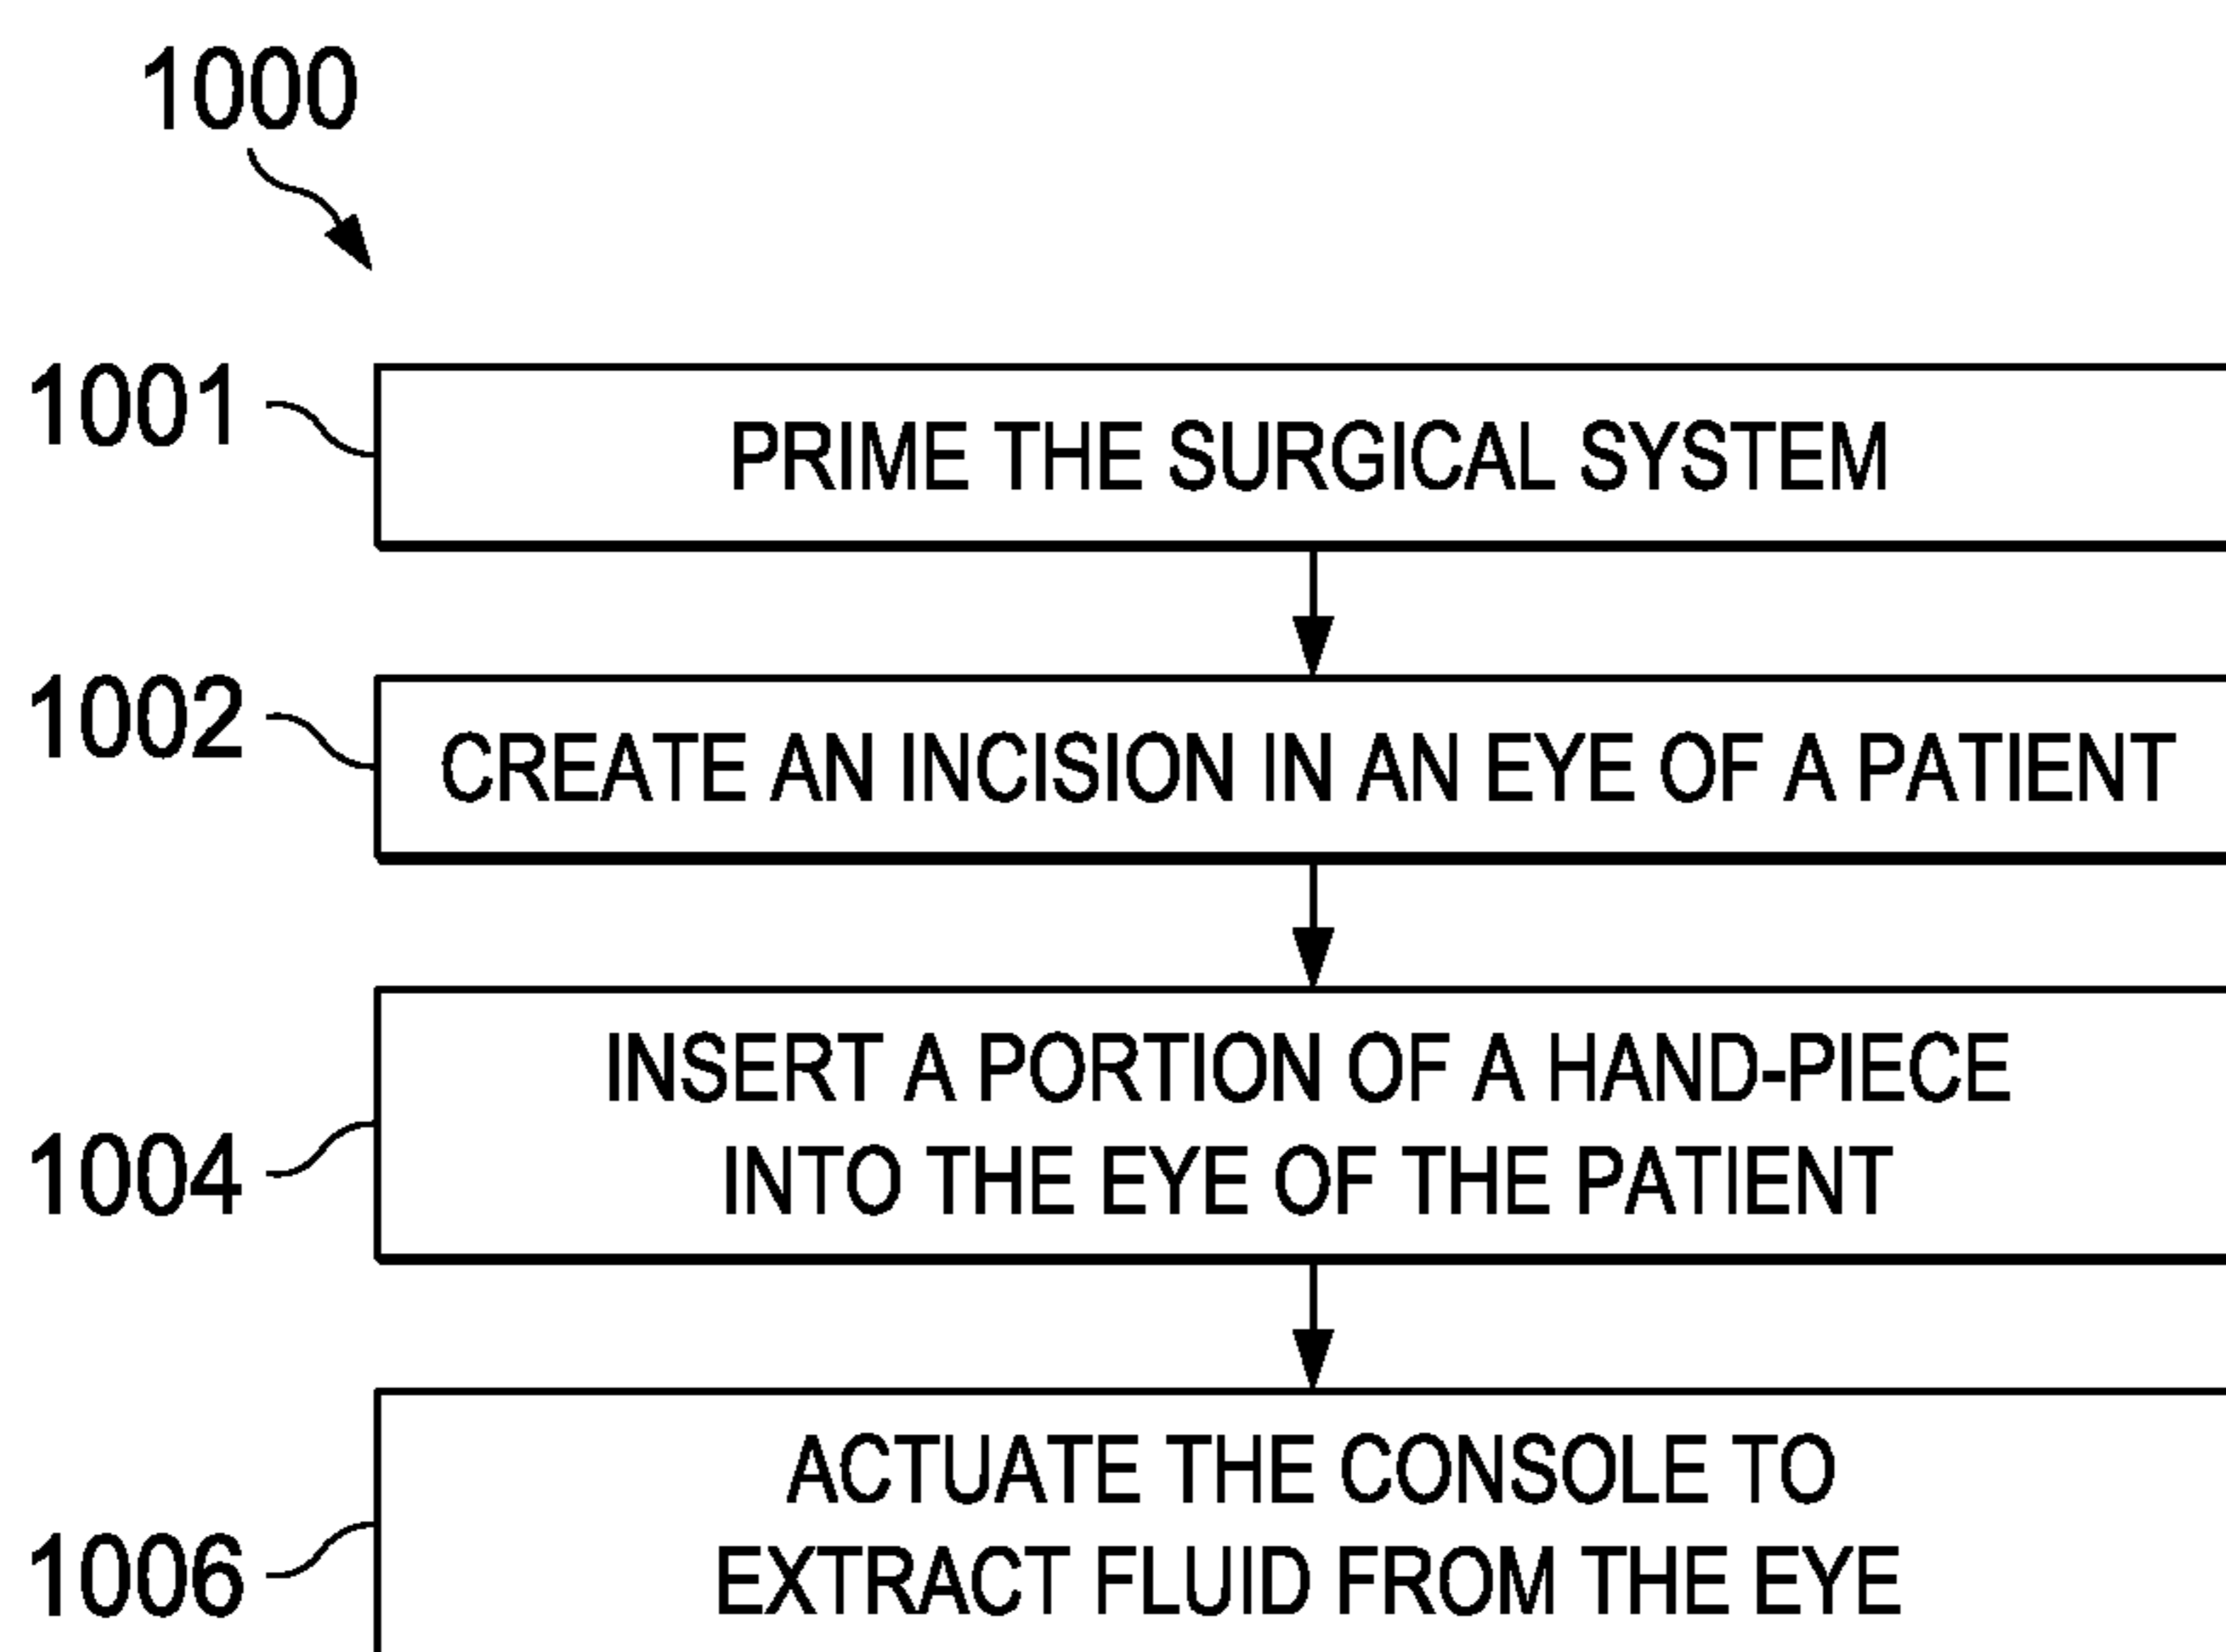 1000
1001
PRIME THE SURGICAL SYSTEM
1002
CREATE AN INCISION IN AN EYE OF A PATIENT
INSERT A PORTION OF A HAND-PIECE
INTO THE EYE OF THE PATIENT
1004
ACTUATE THE CONSOLE TO
EXTRACT FLUID FROM THE EYE
1006